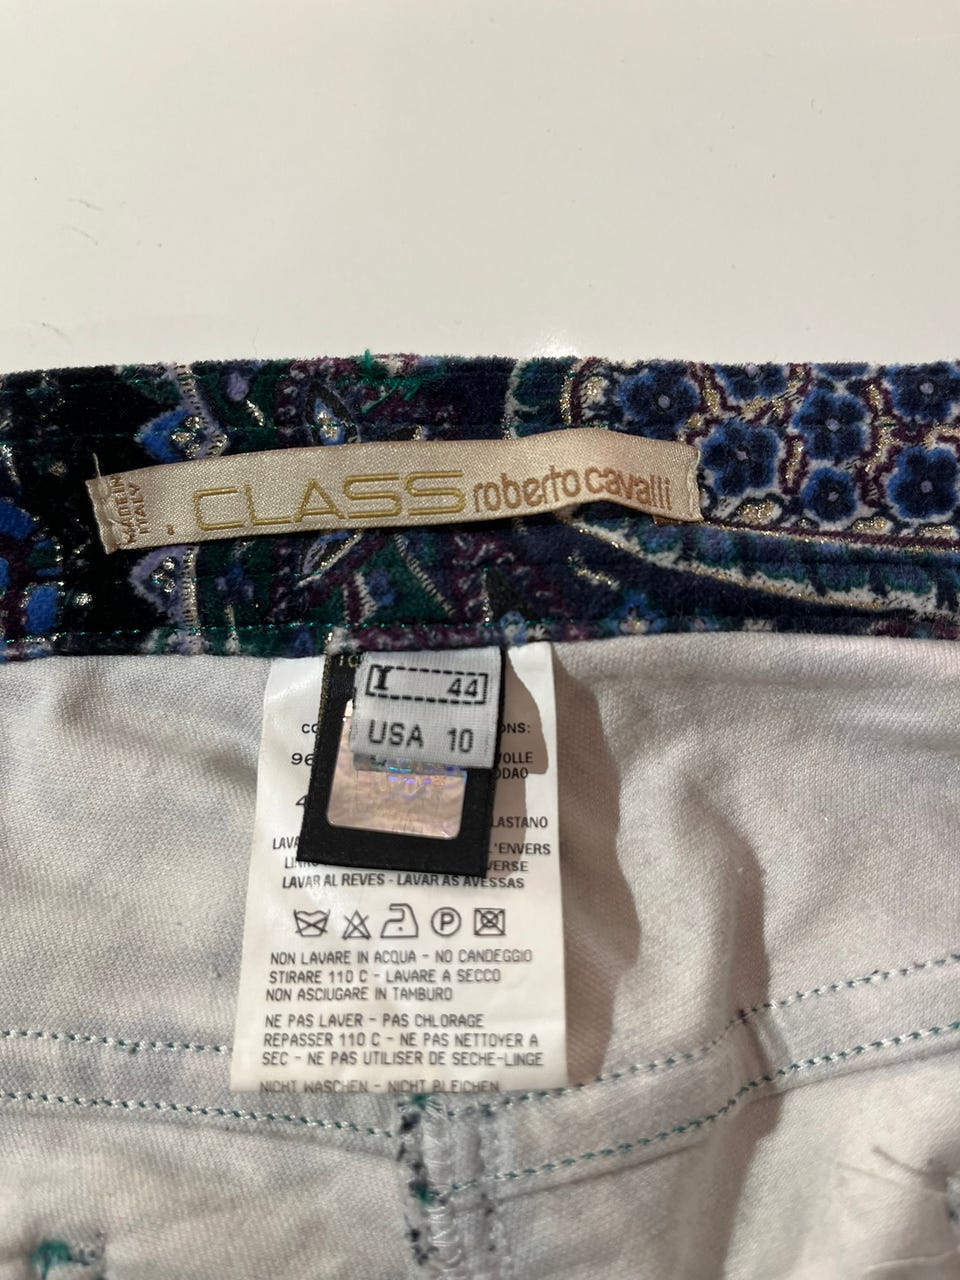 MADE IN
ITALY
CLASS roberto cavalli
I 44
USA 10
96
4
LAVAR AL REVES - LAVAR AS AVESSAS
P
NON LAVARE IN ACQUA - NO CANDEGGIO
STIRARE 110 C - LAVARE A SECCO
NON ASCIUGARE IN TAMBURO
NE PAS LAVER - PAS CHLORAGE
REPASSER 110 C - NE PAS NETTOYER A
SEC - NE PAS UTILISER DE SECHE-LINGE
NICHT WASCHEN - NICHT BLEICHEN